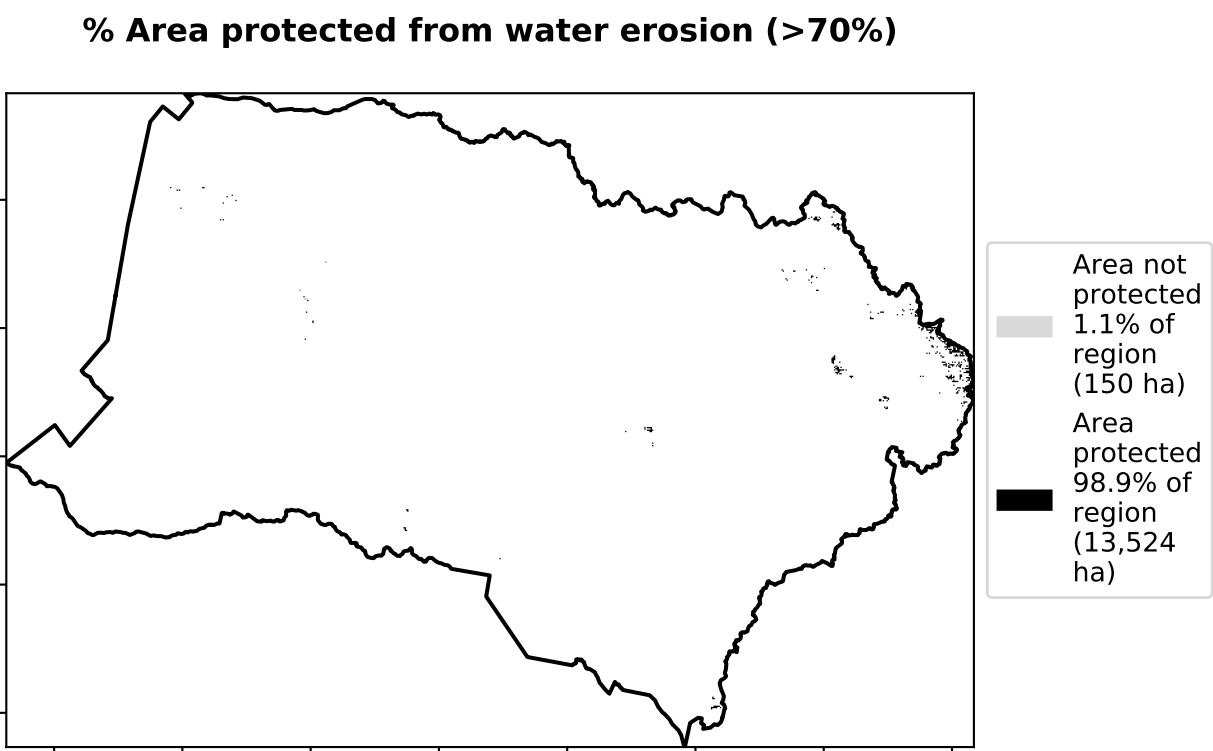 % Area protected from water erosion (>70%)
Area not
protected
1.1% of
region
(150 ha)
Area
protected
98.9% of
region
(13,524
ha)